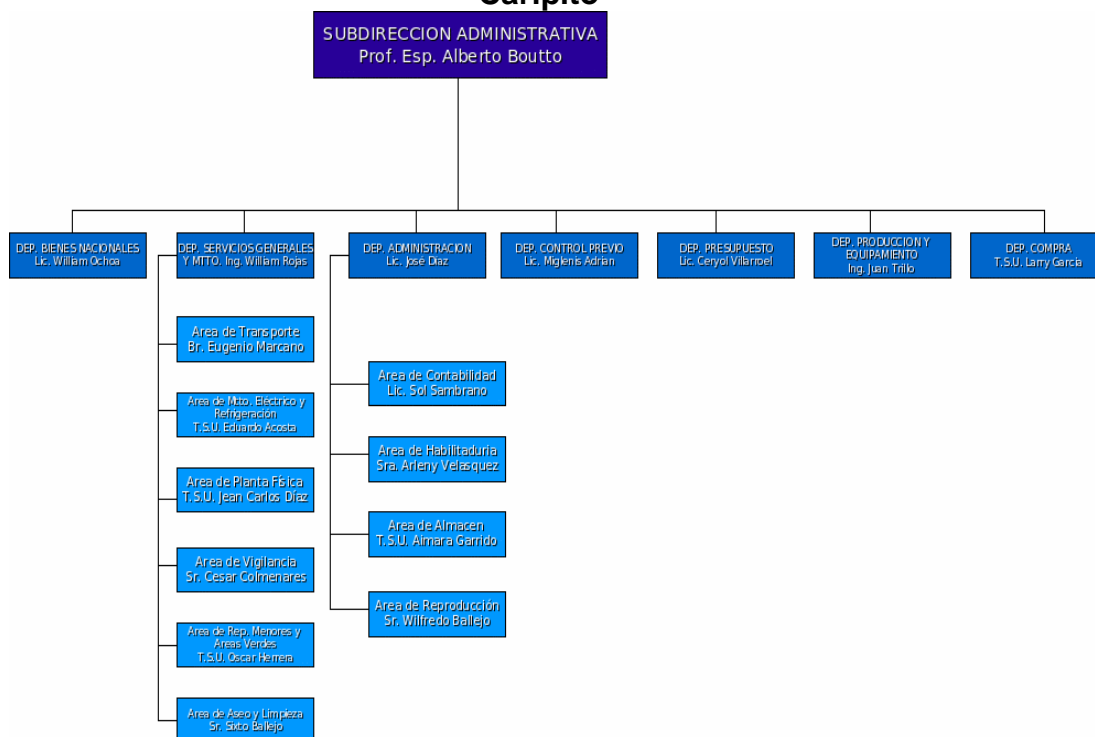 Caripito
SUBDIRECCION ADMINISTRATIVA
Prof. Esp. Alberto Boutto
DEP. BIENES NACIONALES
Lic. William Ochoa
DEP. SERVICIOS GENERALES
Y MTTO. Ing. William Rojas
DEP. ADMINISTRACION
Lic. José Díaz
DEP. CONTROL PREVIO
Lic. Miglenis Adrian
DEP. PRESUPUESTO
Lic. Ceryol Villarroel
DEP. PRODUCCION Y
EQUIPAMIENTO
Ing. Juan Trillo
DEP. COMPRA
T.S.U. Larry Garcia
Area de Transporte
Br. Eugenio Marcano
Area de Mtto. Eléctrico y
Refrigeración
T.S.U. Eduardo Acosta
Area de Planta Física
T.S.U. Jean Carlos Díaz
Area de Vigilancia
Sr. Cesar Colmenares
Area de Rep. Menores y
Areas Verdes
T.S.U. Oscar Herrera
Area de Aseo y Limpieza
Sr. Sixto Ballejo
Area de Contabilidad
Lic. Sol Sambrano
Area de Habilitaduria
Sra. Arleny Velasquez
Area de Almacen
T.S.U. Aimara Garrido
Area de Reproducción
Sr. Wilfredo Ballejo